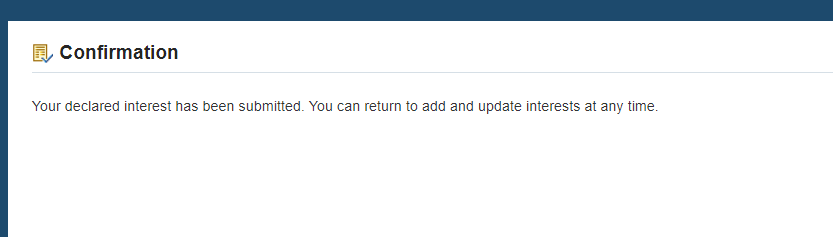 Confirmation
Your declared interest has been submitted. You can return to add and update interests at any time.